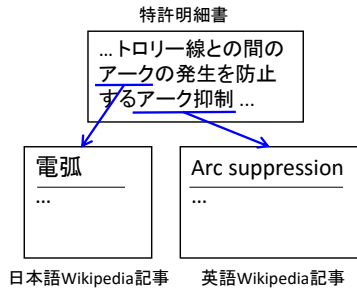 特許明細書
... トロリー線との間の
アークの発生を防止
するアーク抑制 ...
電弧
...
Arc suppression
...
日本語Wikipedia記事
英語Wikipedia記事